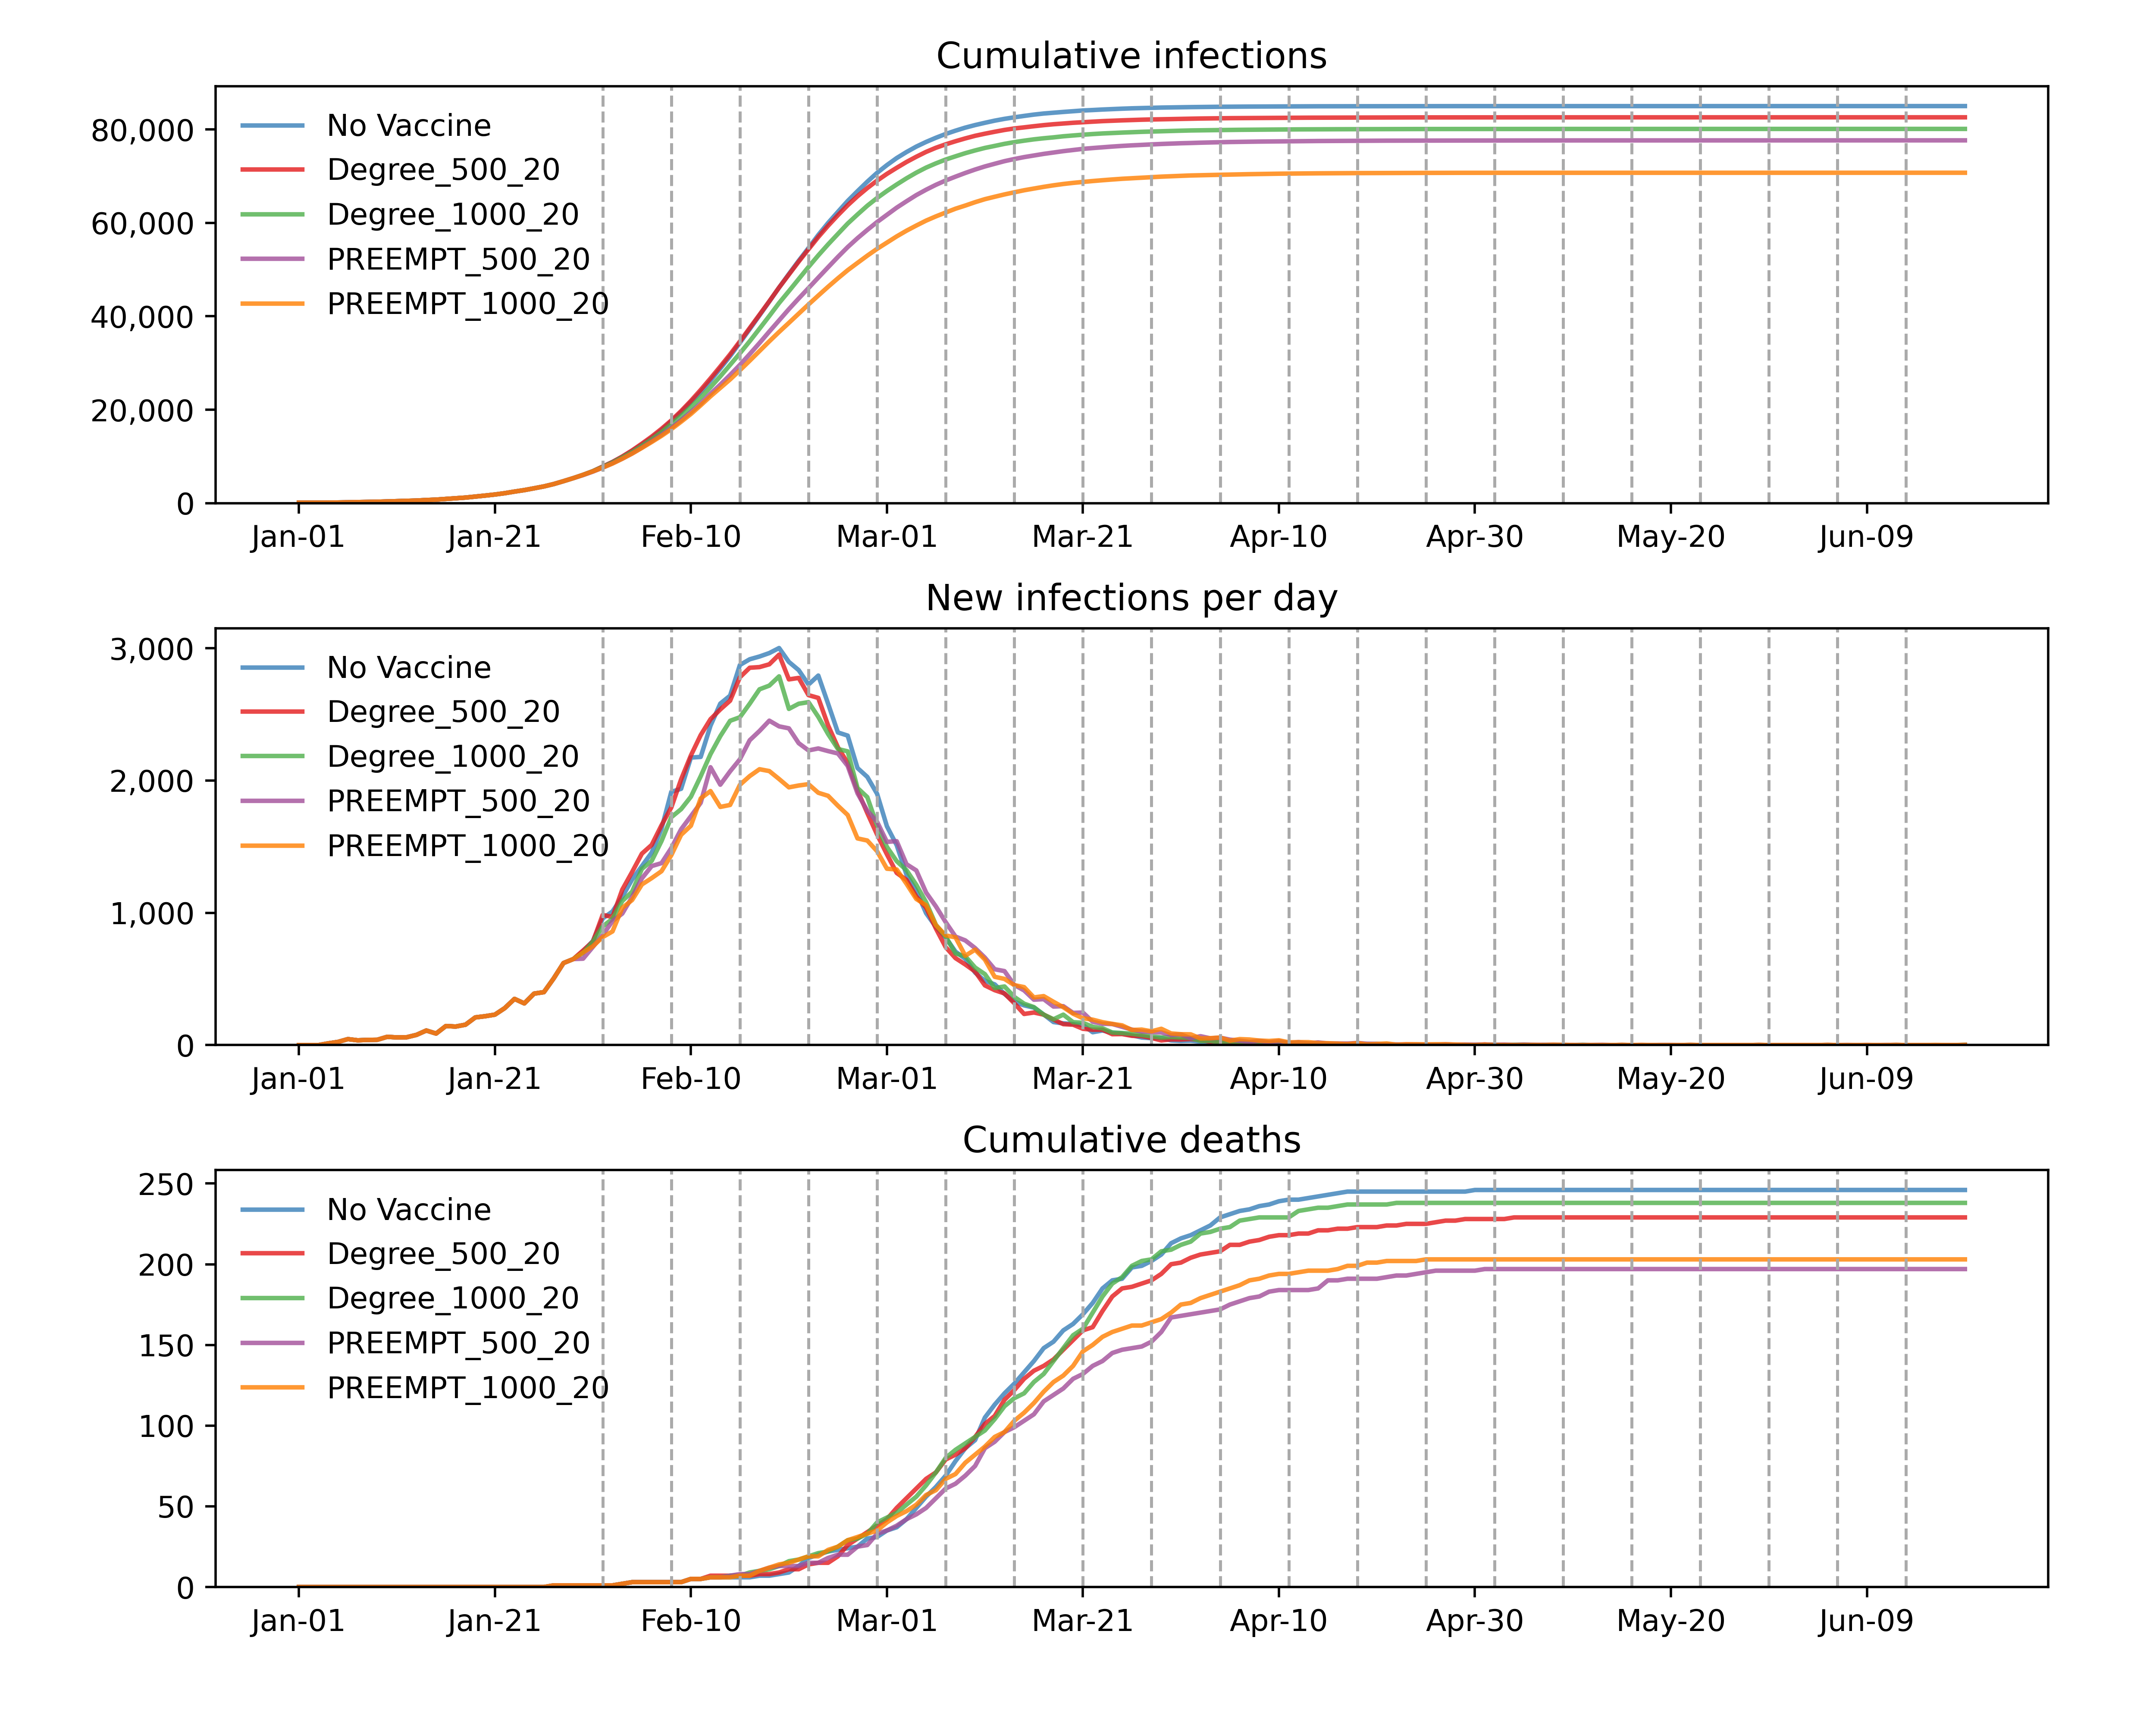 Cumulative infections
80,000
60,000
40,000
20,000
0
No Vaccine
Degree_500_20
Degree_1000_20
PREEMPT_500_20
PREEMPT_1000_20
Jan-01 Jan-21 Feb-10 Mar-01 Mar-21 Apr-10 Apr-30 May-20 Jun-09
New infections per day
3,000
2,000
1,000
0
No Vaccine
Degree_500_20
Degree_1000_20
PREEMPT_500_20
PREEMPT_1000_20
Jan-01 Jan-21 Feb-10 Mar-01 Mar-21 Apr-10 Apr-30 May-20 Jun-09
Cumulative deaths
250
200
150
100
50
0
No Vaccine
Degree_500_20
Degree_1000_20
PREEMPT_500_20
PREEMPT_1000_20
Jan-01 Jan-21 Feb-10 Mar-01 Mar-21 Apr-10 Apr-30 May-20 Jun-09